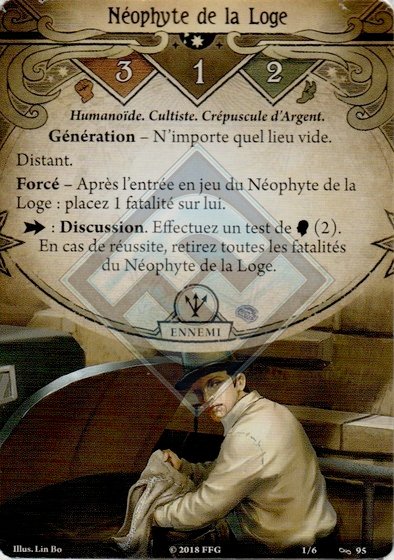 Néophyte de la Loge
3 1 2
Humanoïde. Cultiste. Crépuscule d'Argent.
Génération – N'importe quel lieu vide.
Distant.
Forcé – Après l'entrée en jeu du Néophyte de la
Loge : placez 1 fatalité sur lui.
: Discussion. Effectuez un test de (2).
En cas de réussite, retirez toutes les fatalités
du Néophyte de la Loge.
ENNEMI
Illus. Lin Bo © 2018 FFG 1/6 95